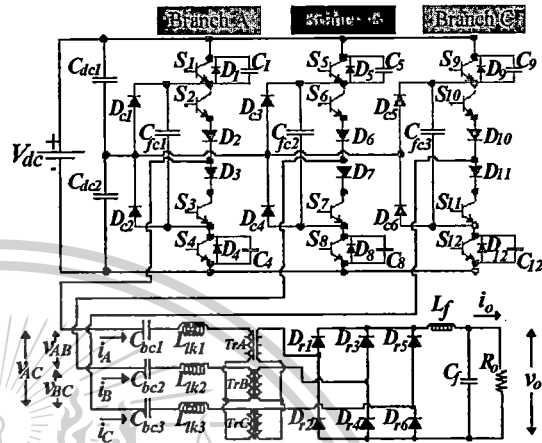 Branch A Branch B Branch C
S1 D1 C1 S5 D5 C5 S9 D9 C9
Cdc1
S2 S6 S10
Dc1 Cfc1 Dc3 Cfc2 Dc5 Cfc3
D2 D6 D10
Vdc + -
D3 D7 D11
Cdc2
Dc2 S3 Dc4 S7 Dc6 S11
S4 D4 C4 S8 D8 C8 S12 D12 C12
Lf io
vAB iA Cbc1 Llk1 TrA Dr1 Dr3 Dr5
vAC Cf Ro vo
vBC iB Cbc2 Llk2 TrB
Dr2 Dr4 Dr6
iC Cbc3 Llk3 TrC